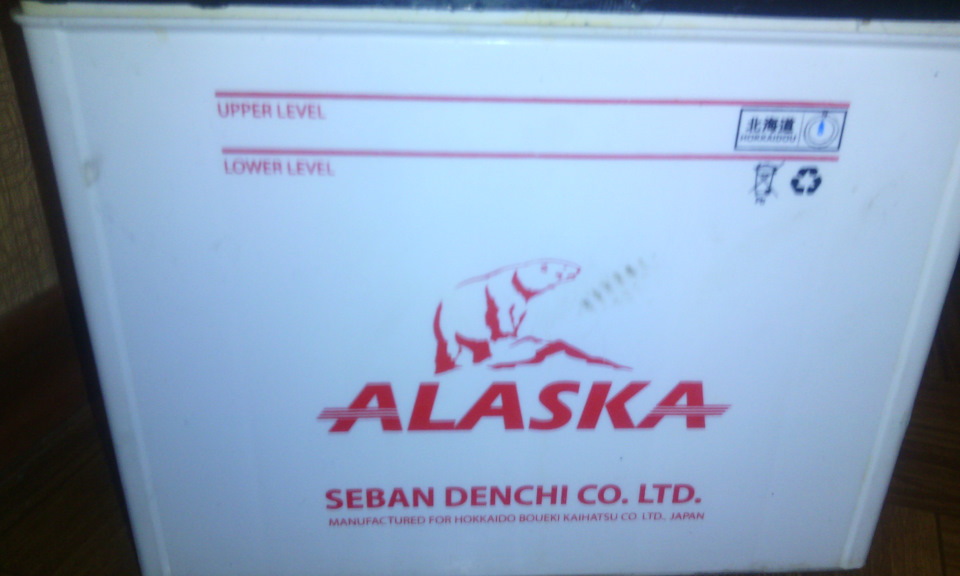 UPPER LEVEL
北海道
HOKKAIDOU
LOWER LEVEL
Pb
ALASKA
SEBAN DENCHI CO. LTD.
MANUFACTURED FOR HOKKAIDO BOUEKI KAIHATSU CO. LTD., JAPAN